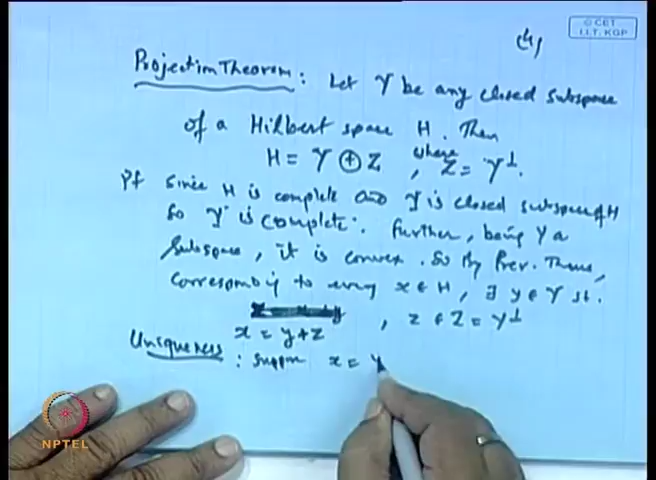 © CET
I.I.T. KGP
Projection Theorem : Let Y be any closed subspace
of a Hilbert space H. Then
H = Y ⊕ Z , where Z = Y⊥.
Pf Since H is complete and Y is closed subspace of H
So Y is complete. Further, being Y a
Subspace, it is convex. So By Prev. Thm,
corresponding to every x ∈ H, ∃ y ∈ Y st.
x = y + z , z ∈ Z = Y⊥
Uniqueness : Suppose x = y
NPTEL